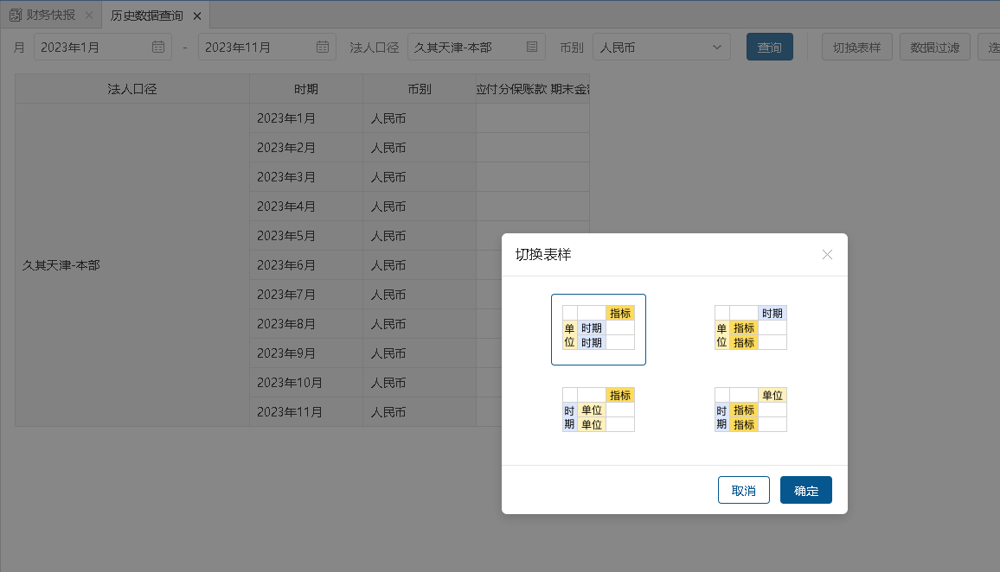 财务快报 历史数据查询
月 2023年1月 - 2023年11月 法人口径 久其天津-本部 币别 人民币 查询 切换表样 数据过滤 选
法人口径 时期 币别 应付分保账款 期末金额
2023年1月 人民币
2023年2月 人民币
2023年3月 人民币
2023年4月 人民币
2023年5月 人民币
久其天津-本部 2023年6月 人民币
2023年7月 人民币
2023年8月 人民币
2023年9月 人民币
2023年10月 人民币
2023年11月 人民币
切换表样
指标
单位 时期
时期
时期
单位 指标
指标
指标
时期 单位
单位
单位
时期 指标
指标
取消 确定